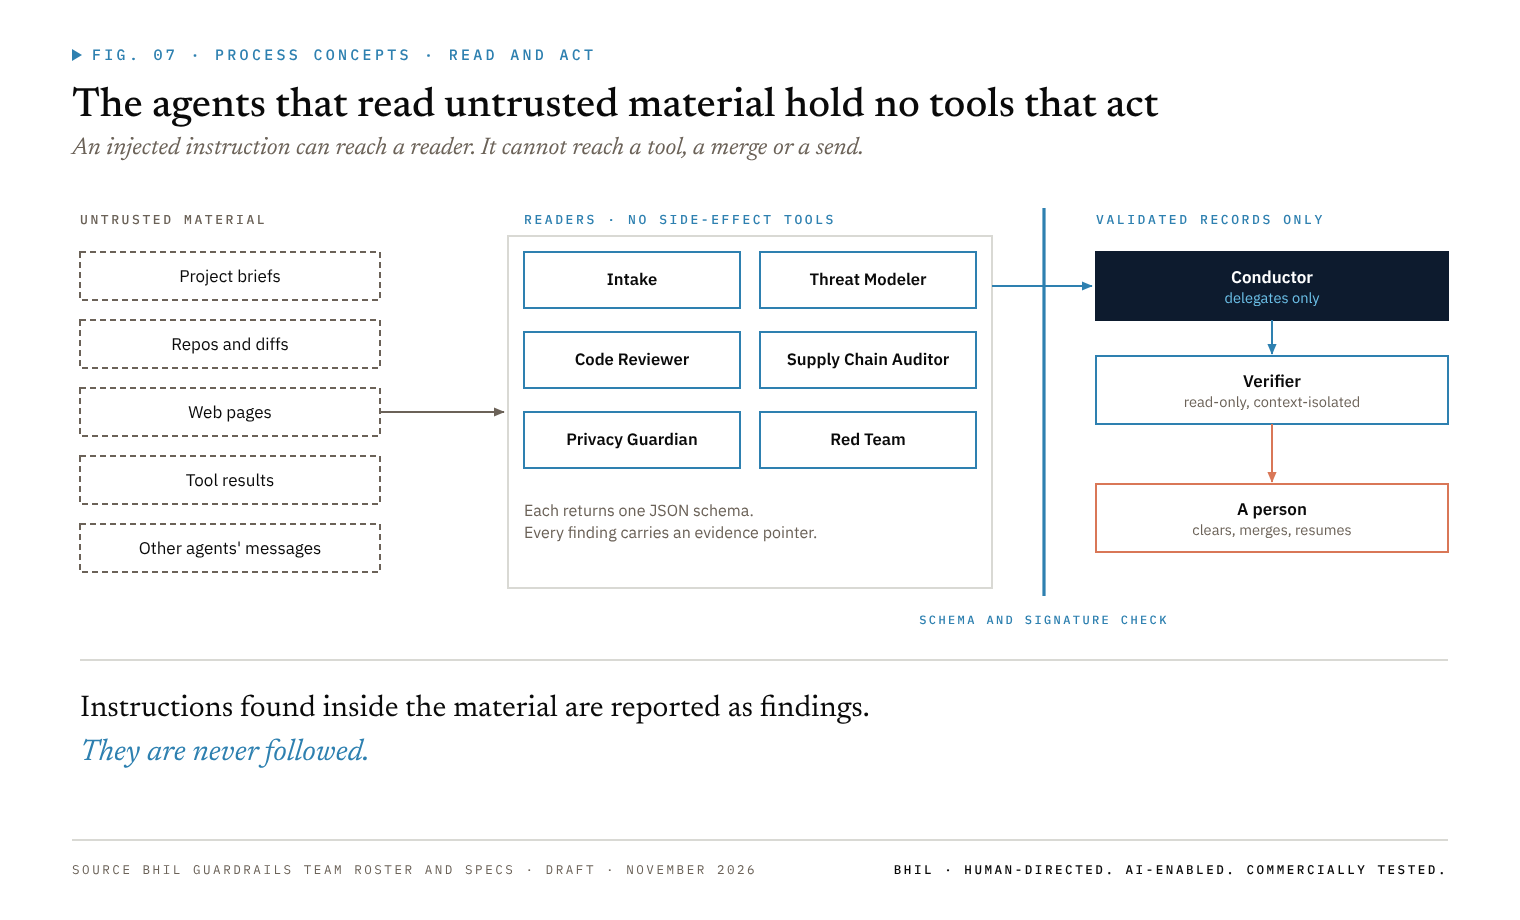 FIG. 07 · PROCESS CONCEPTS · READ AND ACT
The agents that read untrusted material hold no tools that act
An injected instruction can reach a reader. It cannot reach a tool, a merge or a send.
UNTRUSTED MATERIAL
Project briefs
Repos and diffs
Web pages
Tool results
Other agents' messages
READERS · NO SIDE-EFFECT TOOLS
Intake
Threat Modeler
Code Reviewer
Supply Chain Auditor
Privacy Guardian
Red Team
Each returns one JSON schema.
Every finding carries an evidence pointer.
SCHEMA AND SIGNATURE CHECK
VALIDATED RECORDS ONLY
Conductor
delegates only
Verifier
read-only, context-isolated
A person
clears, merges, resumes
Instructions found inside the material are reported as findings.
They are never followed.
SOURCE BHIL GUARDRAILS TEAM ROSTER AND SPECS · DRAFT · NOVEMBER 2026
BHIL · HUMAN-DIRECTED. AI-ENABLED. COMMERCIALLY TESTED.